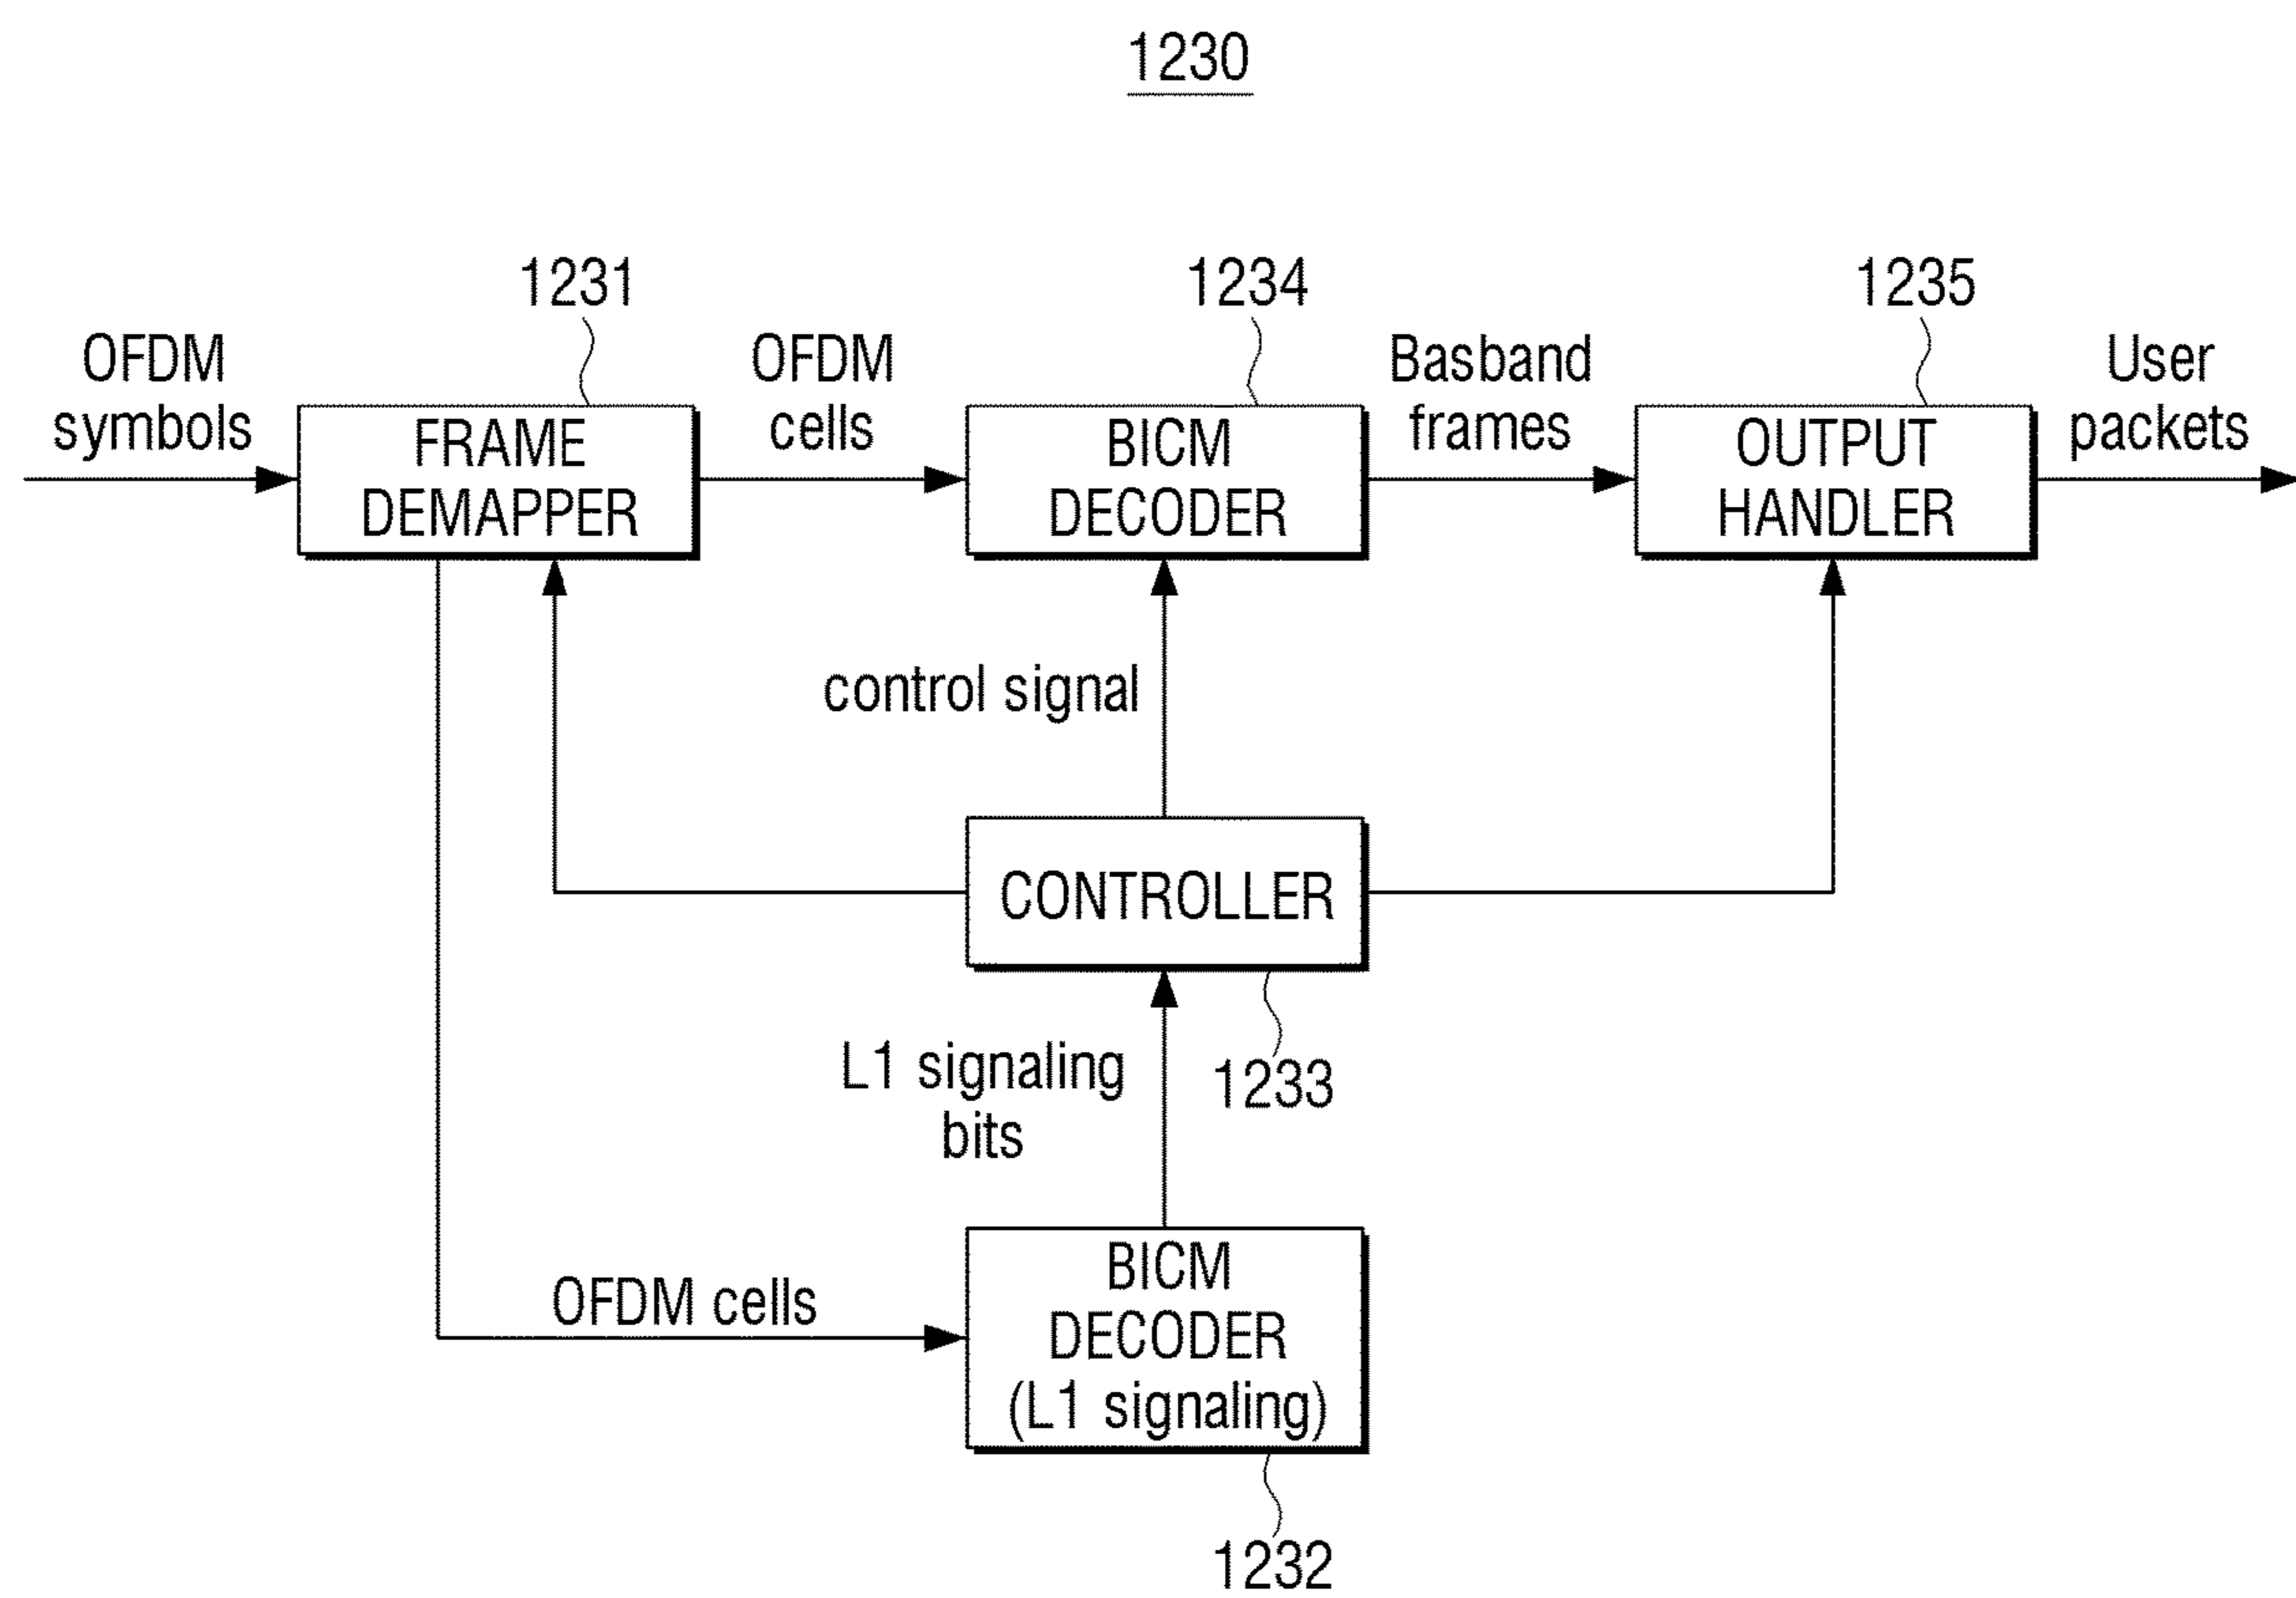 1230
1231
1234
1235
OFDM
symbols
OFDM
cells
Basband
frames
User
packets
FRAME
DEMAPPER
BICM
DECODER
OUTPUT
HANDLER
control signal
CONTROLLER
L1 signaling
bits
1233
OFDM cells
BICM
DECODER
(L1 signaling)
1232